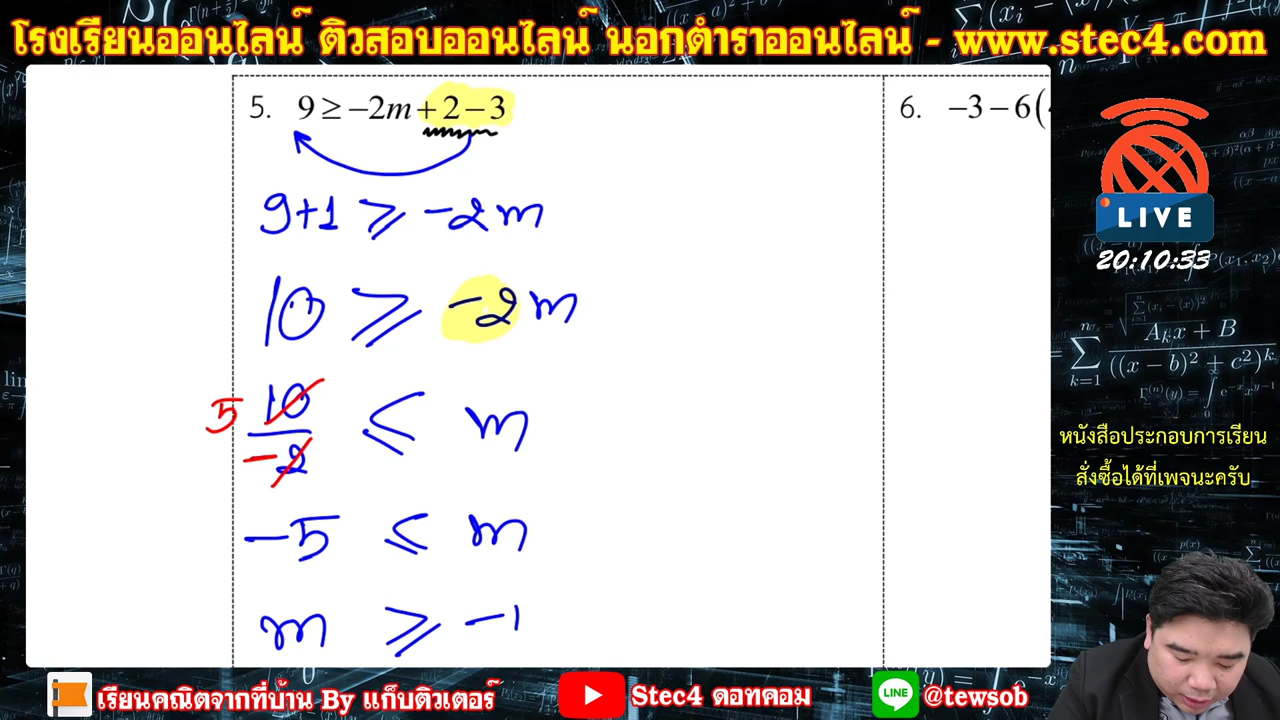 โรงเรียนออนไลน์ ติวสอบออนไลน์ นอกตำราออนไลน์ - www.stec4.com
5. 9 ≥ −2m + 2 − 3
9+1 ≥ −2m
10 ≥ −2m
5 10/−2 ≤ m
−5 ≤ m
m ≥ −1
6. −3 − 6(
LIVE
20:10:33
หนังสือประกอบการเรียน
สั่งซื้อได้ที่เพจนะครับ
เรียนคณิตจากที่บ้าน By แก็บติวเตอร์
Stec4 ดอทคอม
LINE
@tewsob